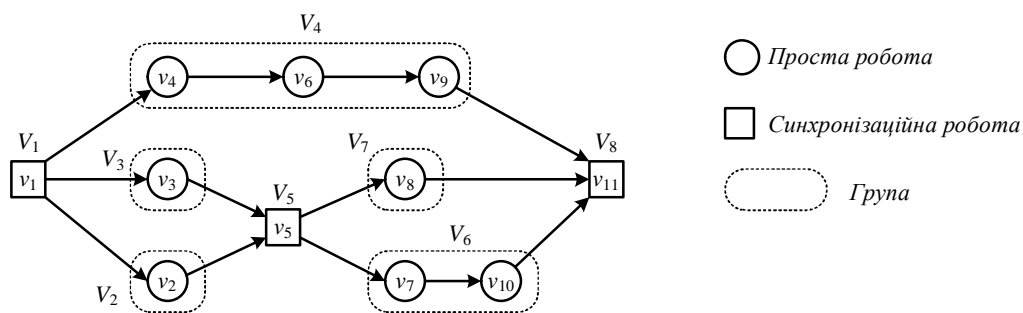 V4
v4 v6 v9
V1 V3 V7 V8
v1 v3 v8 v11
V5
v5
V6
V2 v2 v7 v10
Проста робота
Синхронізаційна робота
Група